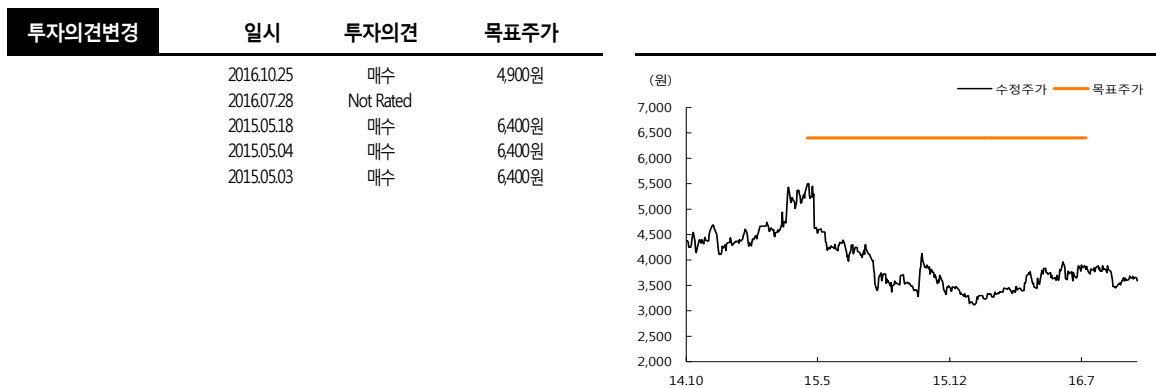 투자의견변경 일시 투자의견 목표주가
2016.10.25 매수 4,900원
2016.07.28 Not Rated
2015.05.18 매수 6,400원
2015.05.04 매수 6,400원
2015.05.03 매수 6,400원
(원)
수정주가 목표주가
7,000
6,500
6,000
5,500
5,000
4,500
4,000
3,500
3,000
2,500
2,000
14.10 15.5 15.12 16.7